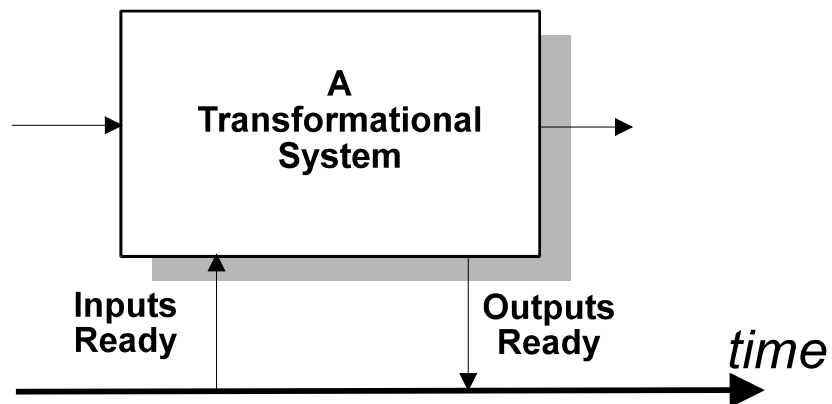 A
Transformational
System
Inputs
Ready
Outputs
Ready
time